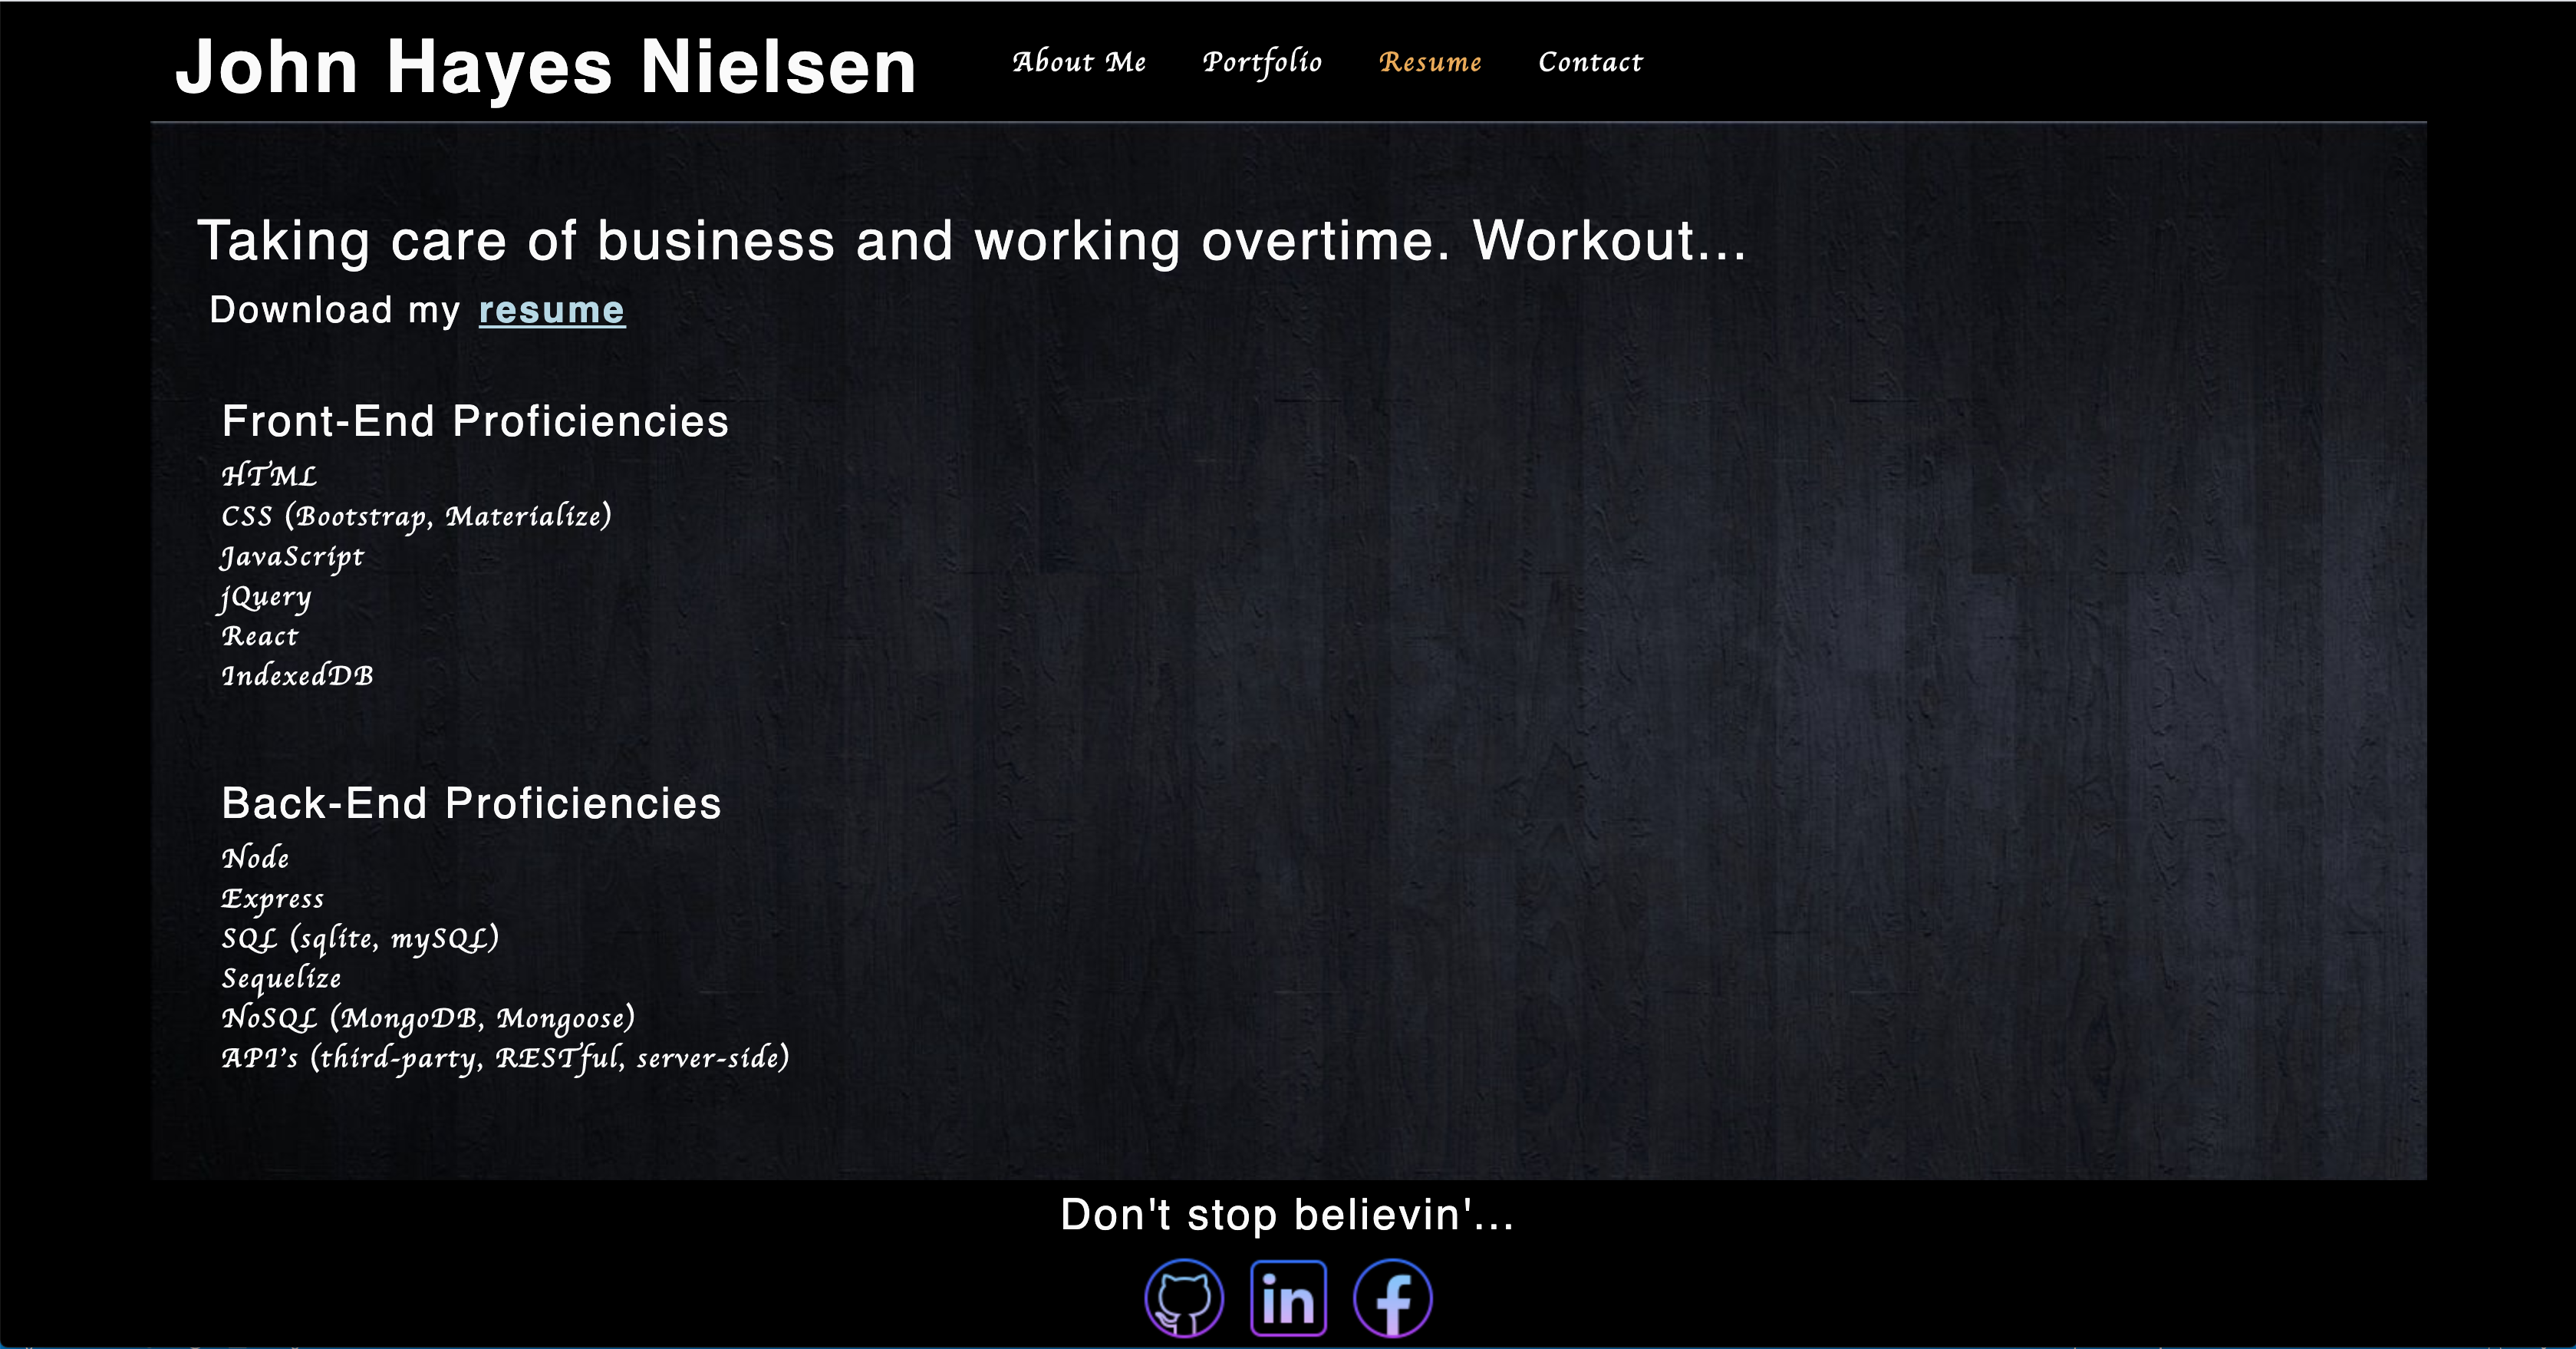 John Hayes Nielsen
About Me Portfolio Resume Contact
Taking care of business and working overtime. Workout...
Download my resume
Front-End Proficiencies
HTML
CSS (Bootstrap, Materialize)
JavaScript
jQuery
React
IndexedDB
Back-End Proficiencies
Node
Express
SQL (sqlite, mySQL)
Sequelize
NoSQL (MongoDB, Mongoose)
API's (third-party, RESTful, server-side)
Don't stop believin'...
in
f